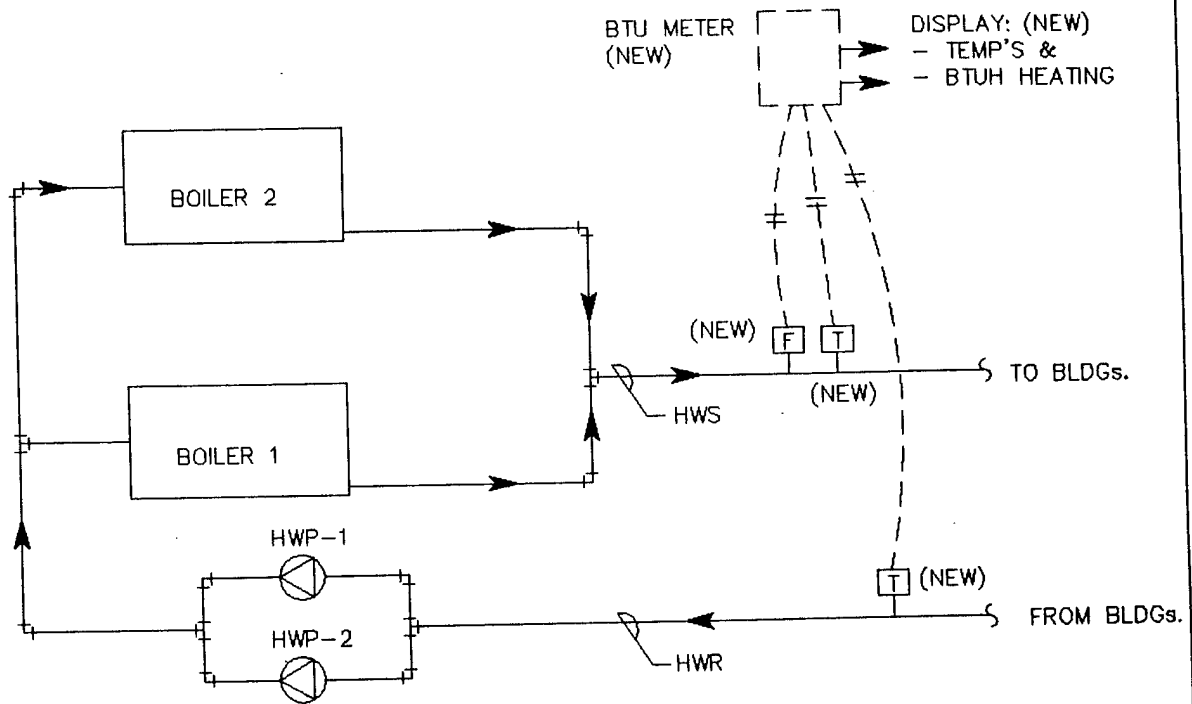 BTU METER
(NEW)
DISPLAY: (NEW)
- TEMP'S &
- BTUH HEATING
BOILER 2
(NEW)
F
T
(NEW)
TO BLDGs.
HWS
BOILER 1
HWP-1
T
(NEW)
FROM BLDGs.
HWP-2
HWR